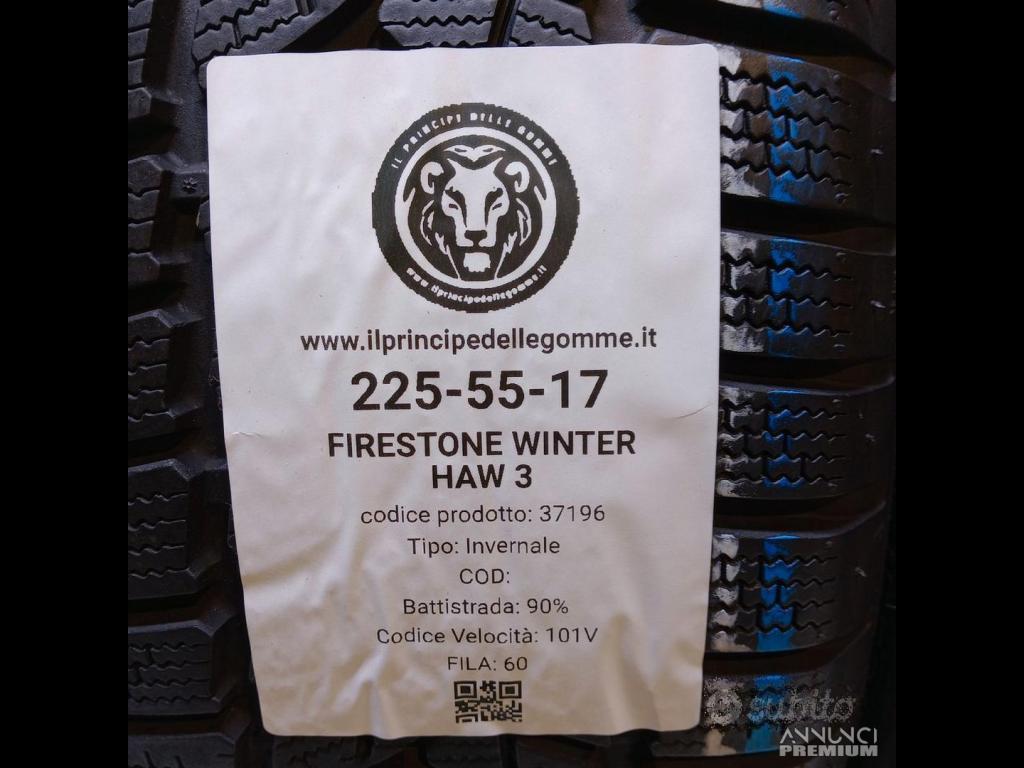 IL PRINCIPE DELLE GOMME
www.ilprincipedellegomme.it
www.ilprincipedellegomme.it
225-55-17
FIRESTONE WINTER
HAW 3
codice prodotto: 37196
Tipo: Invernale
COD:
Battistrada: 90%
Codice Velocità: 101V
FILA: 60
subito
ANNUNCI
PREMIUM